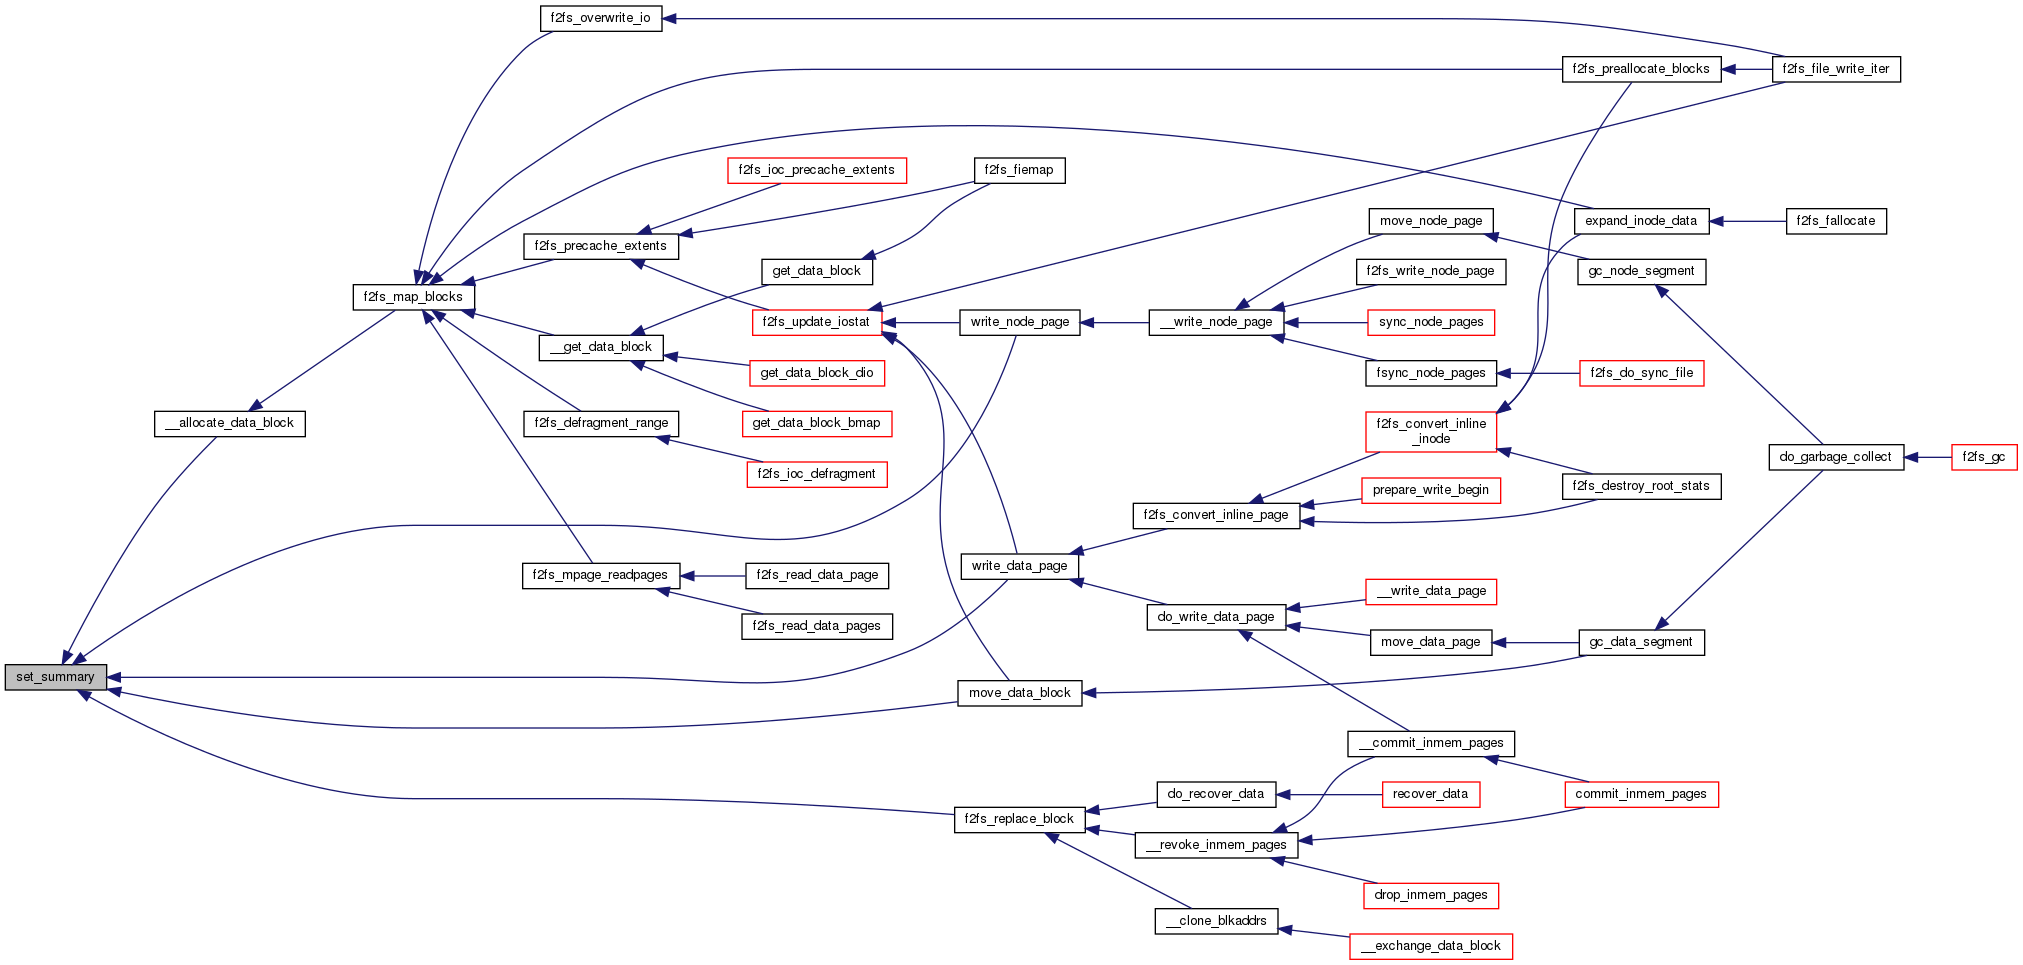 f2fs_overwrite_io
f2fs_preallocate_blocks
f2fs_file_write_iter
f2fs_ioc_precache_extents
f2fs_fiemap
f2fs_precache_extents
move_node_page
expand_inode_data
f2fs_fallocate
get_data_block
f2fs_write_node_page
gc_node_segment
f2fs_map_blocks
f2fs_update_iostat
write_node_page
__write_node_page
sync_node_pages
__get_data_block
get_data_block_dio
fsync_node_pages
f2fs_do_sync_file
__allocate_data_block
f2fs_defragment_range
get_data_block_bmap
f2fs_convert_inline
_inode
f2fs_ioc_defragment
do_garbage_collect
f2fs_gc
prepare_write_begin
f2fs_destroy_root_stats
f2fs_convert_inline_page
f2fs_mpage_readpages
f2fs_read_data_page
write_data_page
__write_data_page
f2fs_read_data_pages
do_write_data_page
move_data_page
gc_data_segment
set_summary
move_data_block
__commit_inmem_pages
do_recover_data
recover_data
commit_inmem_pages
f2fs_replace_block
__revoke_inmem_pages
drop_inmem_pages
__clone_blkaddrs
__exchange_data_block